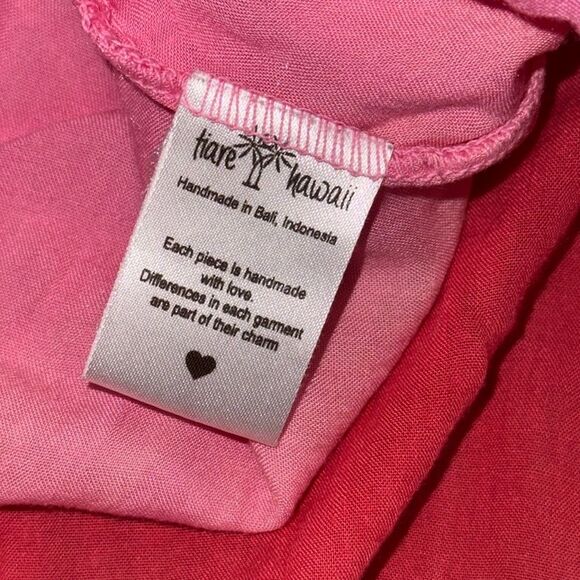 tiare hawaii
Handmade in Bali, Indonesia
Each piece is handmade
with love.
Differences in each garment
are part of their charm